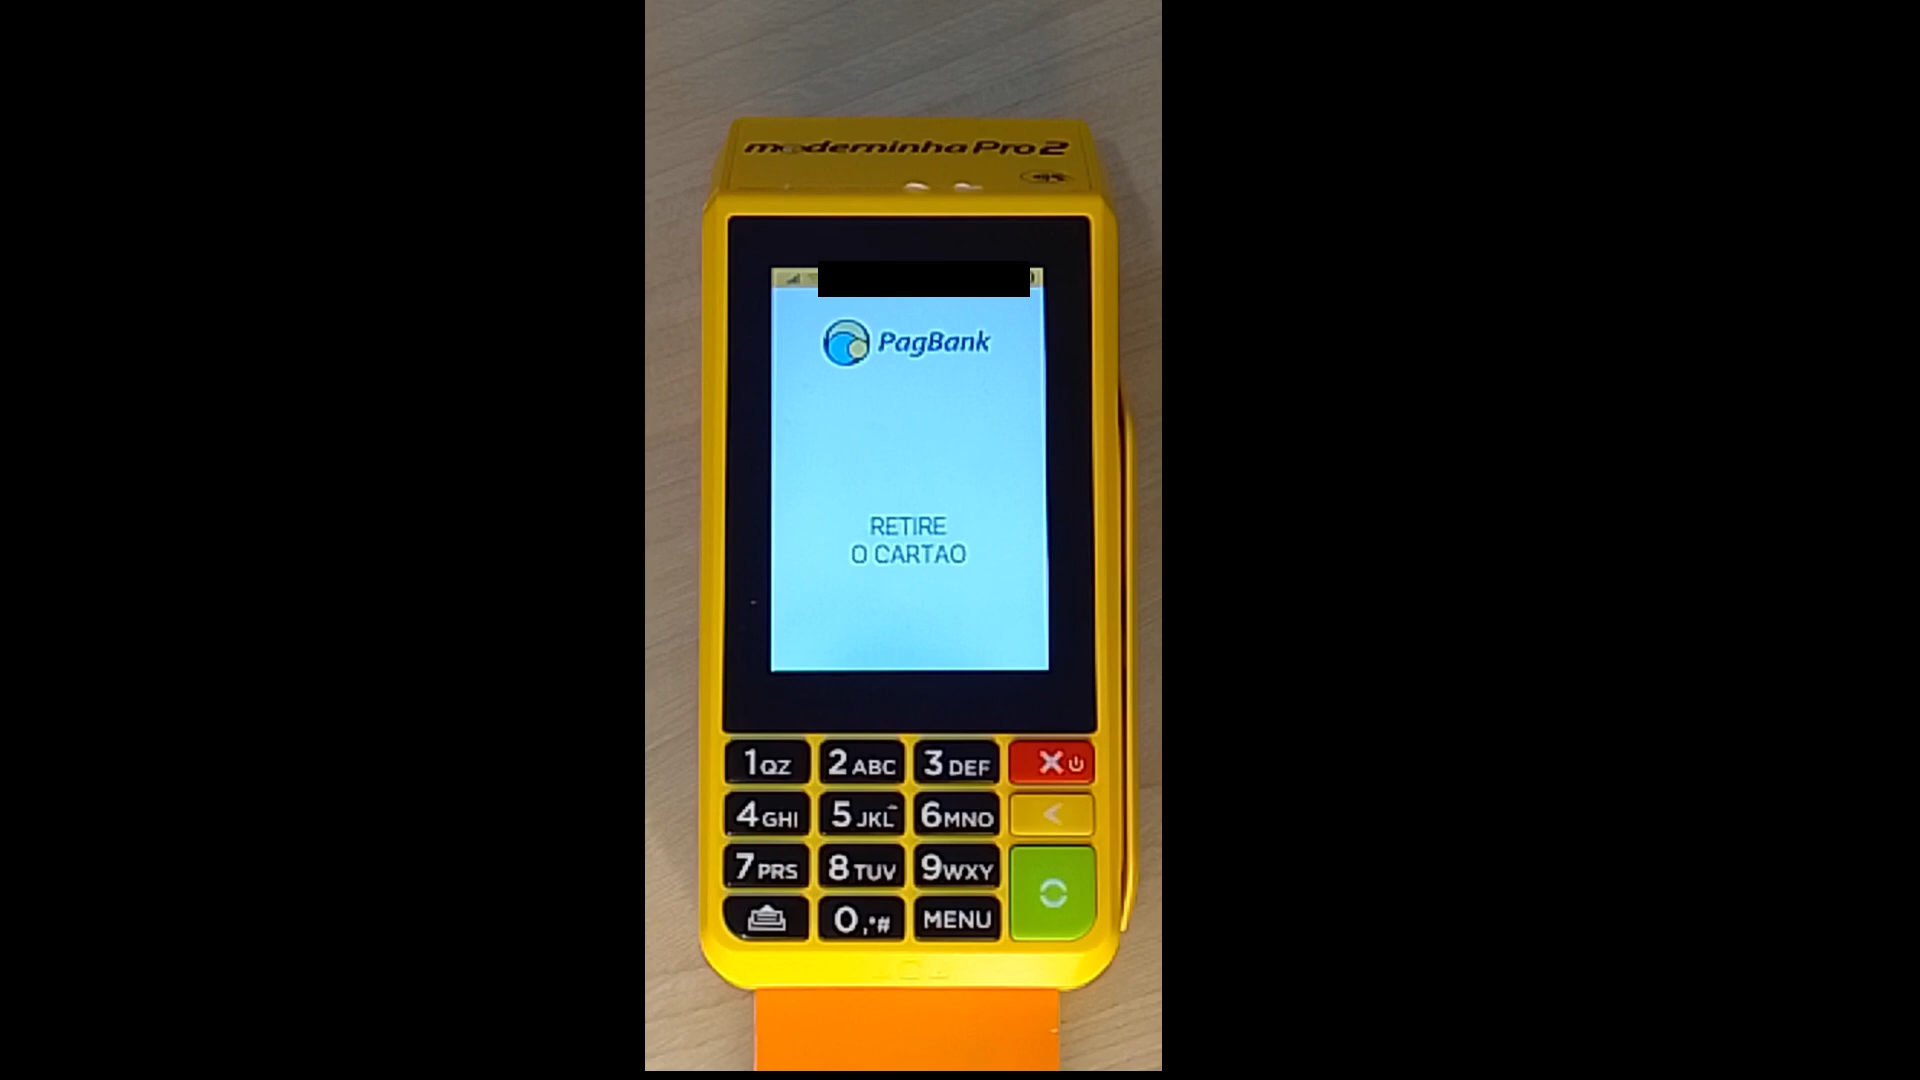 moderninha Pro 2
PagBank
RETIRE
O CARTAO
1 QZ 2 ABC 3 DEF
4 GHI 5 JKL 6 MNO
7 PRS 8 TUV 9 WXY
0 ,*# MENU